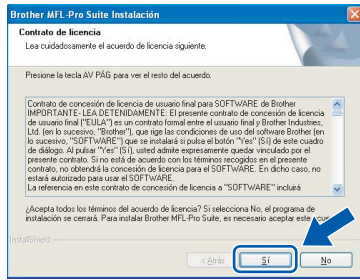 Brother MFL-Pro Suite Instalación
Contrato de licencia
Lea cuidadosamente el acuerdo de licencia siguiente.
Presione la tecla AV PÁG para ver el resto del acuerdo.
Contrato de concesión de licencia de usuario final para SOFTWARE de Brother
IMPORTANTE- LEA DETENIDAMENTE: El presente contrato de concesión de licencia
de usuario final ("EULA") es un contrato formal entre el usuario final y Brother Industries,
Ltd. (en lo sucesivo, "Brother"), que rige las condiciones de uso del software Brother (en
lo sucesivo, "SOFTWARE") que se instalará si pulsa el botón "Yes" (Sí) de este cuadro
de diálogo. Al pulsar "Yes" (Sí), usted admite expresamente quedar vinculado por el
presente contrato. Si no está de acuerdo con los términos recogidos en el presente
contrato, no obtendrá la concesión de licencia para el SOFTWARE. En dicho caso, no
estará autorizado para usar el SOFTWARE.
La referencia en este contrato de concesión de licencia a "SOFTWARE" incluirá
¿Acepta todos los términos del acuerdo de licencia? Si selecciona No, el programa de
instalación se cerrará. Para instalar Brother MFL-Pro Suite, es necesario aceptar este
InstallShield
< Atrás
Sí
No